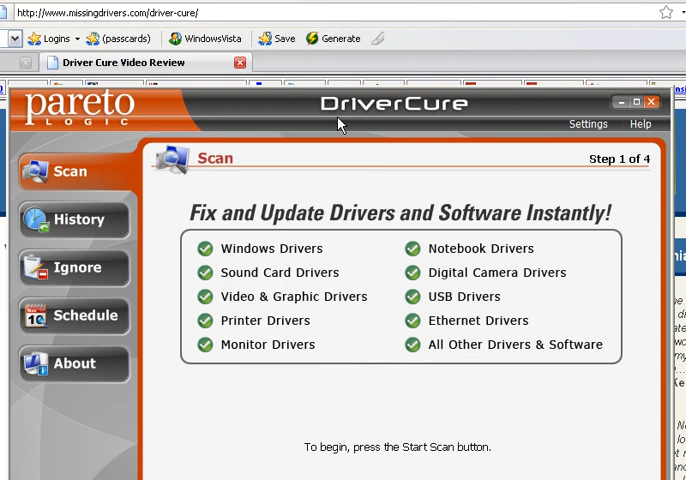 http://www.missingdrivers.com/driver-cure/
Logins (passcards) WindowsVista Save Generate
Driver Cure Video Review
pareto
LOGIC
DriverCure
Settings Help
Scan
History
Ignore
Schedule
About
Scan
Step 1 of 4
Fix and Update Drivers and Software Instantly!
Windows Drivers
Sound Card Drivers
Video & Graphic Drivers
Printer Drivers
Monitor Drivers
Notebook Drivers
Digital Camera Drivers
USB Drivers
Ethernet Drivers
All Other Drivers & Software
To begin, press the Start Scan button.